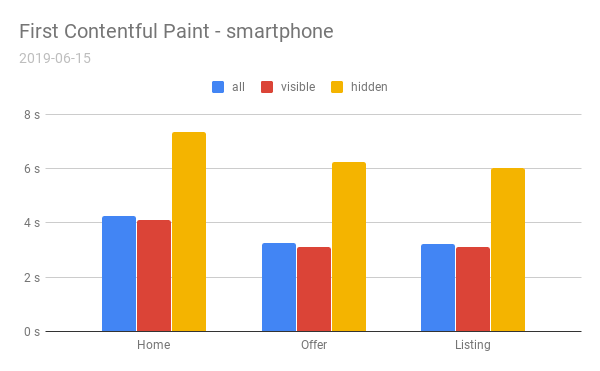 First Contentful Paint - smartphone
2019-06-15
all visible hidden
8 s
6 s
4 s
2 s
0 s
Home Offer Listing